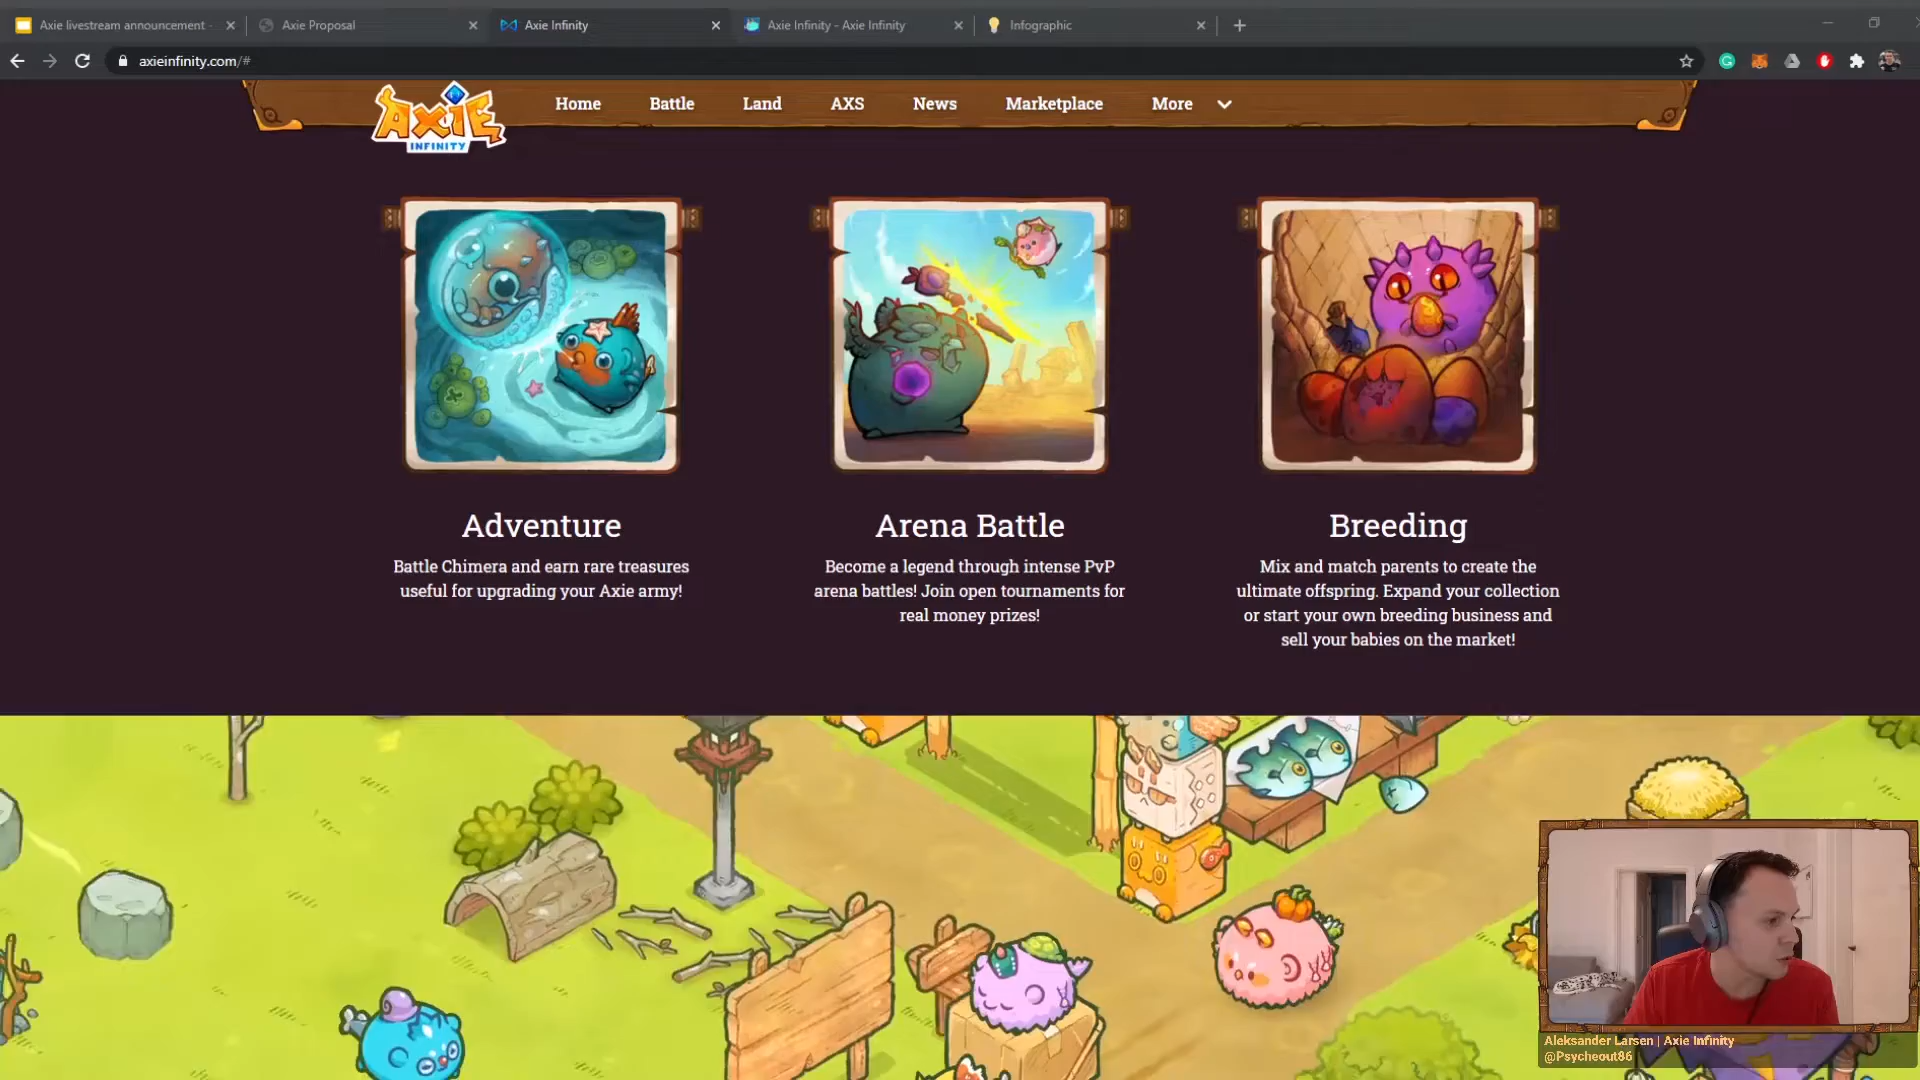 Axie livestream announcement
Axie Proposal
Axie Infinity
Axie Infinity - Axie Infinity
Infographic
axieinfinity.com/#
AXIE
INFINITY
Home
Battle
Land
AXS
News
Marketplace
More
Adventure
Battle Chimera and earn rare treasures
useful for upgrading your Axie army!
Arena Battle
Become a legend through intense PvP
arena battles! Join open tournaments for
real money prizes!
Breeding
Mix and match parents to create the
ultimate offspring. Expand your collection
or start your own breeding business and
sell your babies on the market!
Aleksander Larsen | Axie Infinity
@Psycheout86